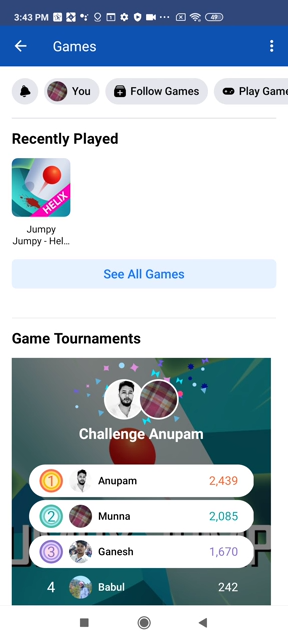 3:43 PM
49
Games
You
Follow Games
Play Game
Recently Played
HELIX
Jumpy
Jumpy - Hel...
See All Games
Game Tournaments
Challenge Anupam
1 Anupam 2,439
2 Munna 2,085
3 Ganesh 1,670
4 Babul 242